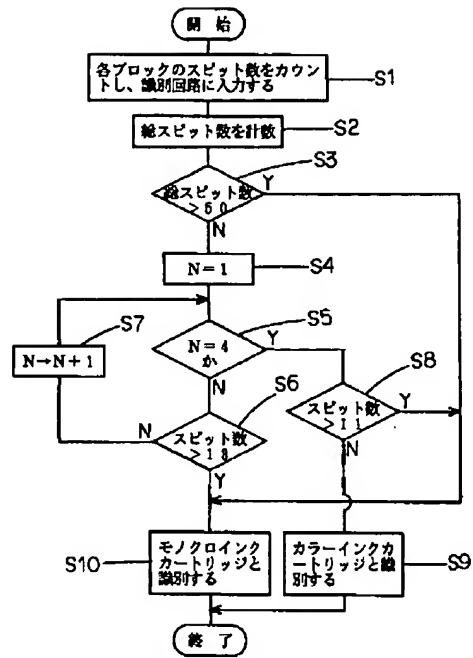 開 始
各ブロックのスピット数をカウン
トし、識別回路に入力する
S1
総スピット数を計数
S2
総スピット数
>50
S3
Y
N
N=1
S4
N=4
か
S5
Y
N
S7
N→N+1
スピット数
>13
S6
N
Y
スピット数
>11
S8
Y
N
S10
モノクロインク
カートリッジと
識別する
カラーインクカ
ートリッジと識
別する
S9
終 了